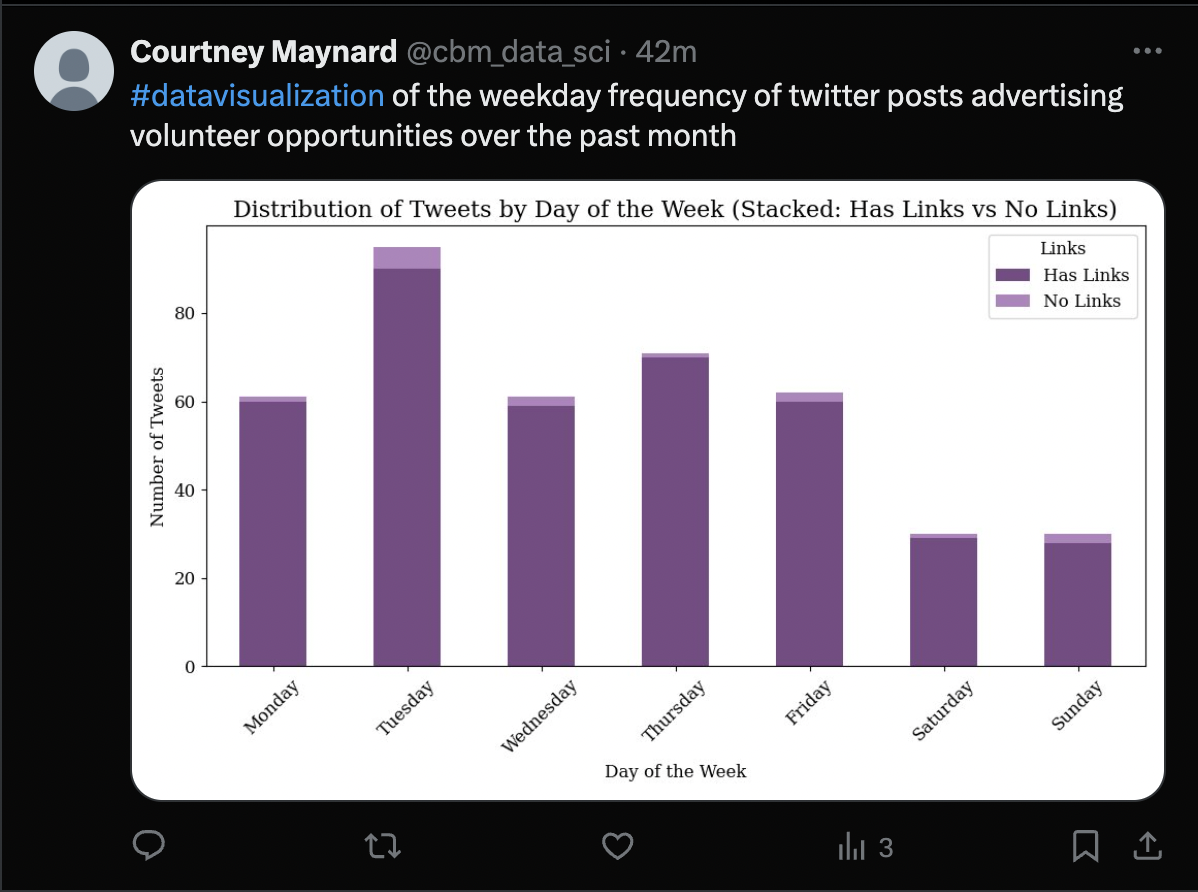 Courtney Maynard @cbm_data_sci · 42m
#datavisualization of the weekday frequency of twitter posts advertising
volunteer opportunities over the past month
Distribution of Tweets by Day of the Week (Stacked: Has Links vs No Links)
Links
Has Links
No Links
Number of Tweets
80
60
40
20
0
Monday
Tuesday
Wednesday
Thursday
Friday
Saturday
Sunday
Day of the Week
3